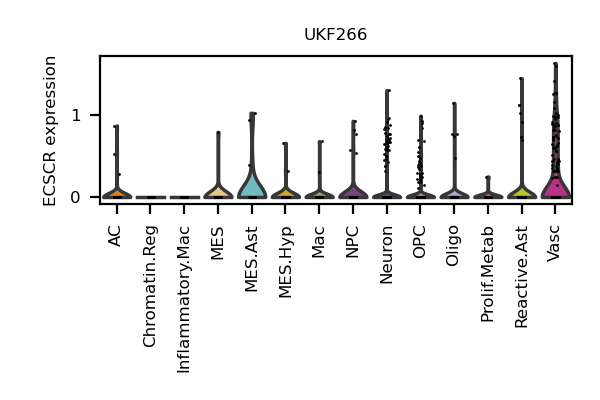 UKF266
ECSCR expression
1
0
AC
Chromatin.Reg
Inflammatory.Mac
MES
MES.Ast
MES.Hyp
Mac
NPC
Neuron
OPC
Oligo
Prolif.Metab
Reactive.Ast
Vasc